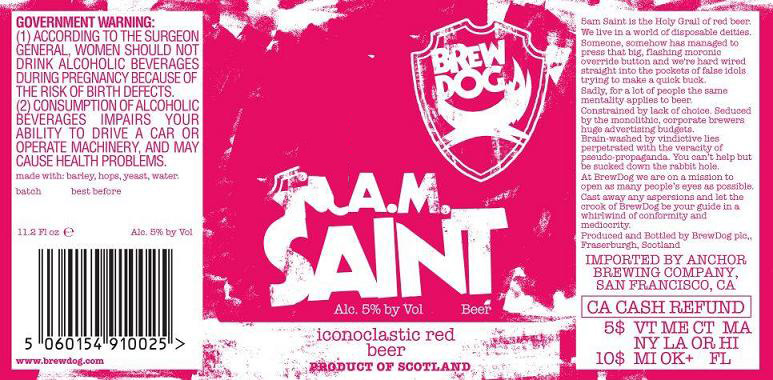 GOVERNMENT WARNING:
(1) ACCORDING TO THE SURGEON
GENERAL, WOMEN SHOULD NOT
DRINK ALCOHOLIC BEVERAGES
DURING PREGNANCY BECAUSE OF
THE RISK OF BIRTH DEFECTS.
(2) CONSUMPTION OF ALCOHOLIC
BEVERAGES IMPAIRS YOUR
ABILITY TO DRIVE A CAR OR
OPERATE MACHINERY, AND MAY
CAUSE HEALTH PROBLEMS.
made with: barley, hops, yeast, water.
batch best before
11.2 Fl oz ℮ Alc. 5% by Vol
5 060154 910025 >
www.brewdog.com
BREW
DOG
5 A.M.
SAINT
Alc. 5% by Vol Beer
iconoclastic red
beer
PRODUCT OF SCOTLAND
5am Saint is the Holy Grail of red beer.
We live in a world of disposable deities.
Someone, somehow has managed to
press that big, flashing moronic
override button and we're hard wired
straight into the pockets of false idols
trying to make a quick buck.
Sadly, for a lot of people the same
mentality applies to beer.
Constrained by lack of choice. Seduced
by the monolithic, corporate brewers
huge advertising budgets.
Brain-washed by vindictive lies
perpetrated with the veracity of
pseudo-propaganda. You can't help but
be sucked down the rabbit hole.
At BrewDog we are on a mission to
open as many people's eyes as possible.
Cast away any aspersions and let the
crook of BrewDog be your guide in a
whirlwind of conformity and
mediocrity.
Produced and Bottled by BrewDog plc.,
Fraserburgh, Scotland
IMPORTED BY ANCHOR
BREWING COMPANY,
SAN FRANCISCO, CA
CA CASH REFUND
5$ VT ME CT MA
NY LA OR HI
10$ MI OK+ FL